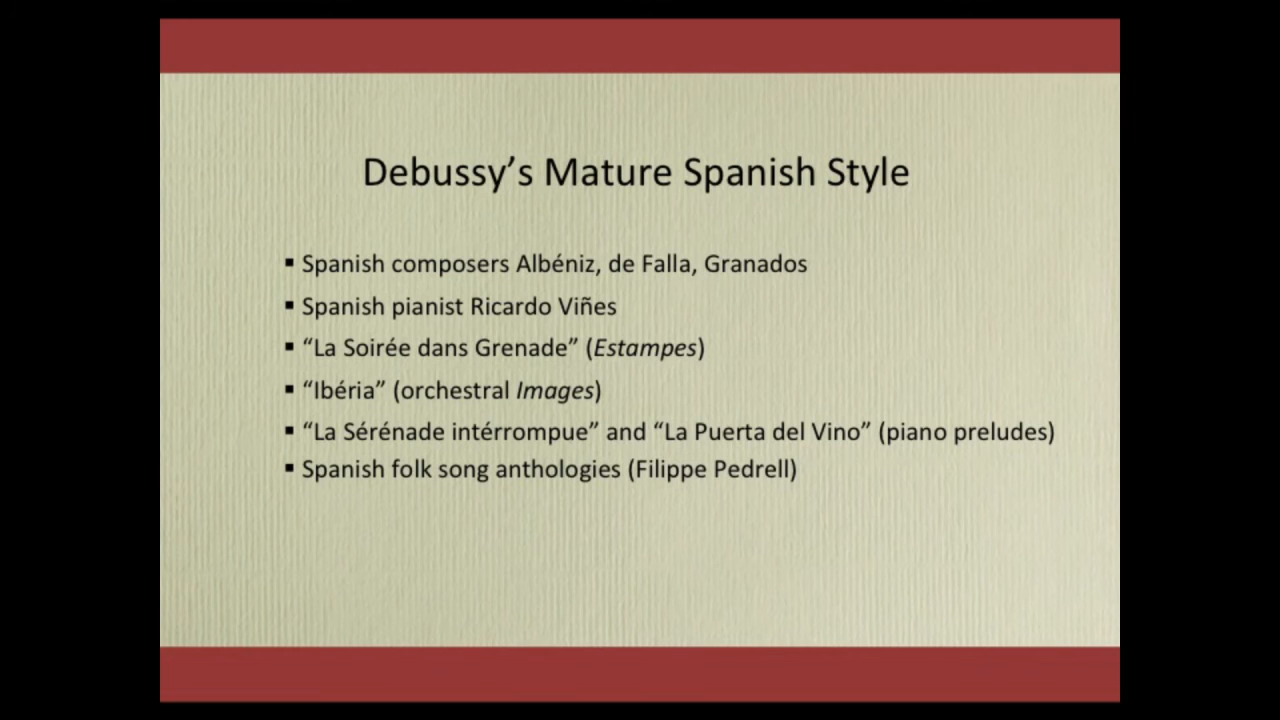 Debussy’s Mature Spanish Style
▪ Spanish composers Albéniz, de Falla, Granados
▪ Spanish pianist Ricardo Viñes
▪ “La Soirée dans Grenade” (Estampes)
▪ “Ibéria” (orchestral Images)
▪ “La Sérénade intérrompue” and “La Puerta del Vino” (piano preludes)
▪ Spanish folk song anthologies (Filippe Pedrell)